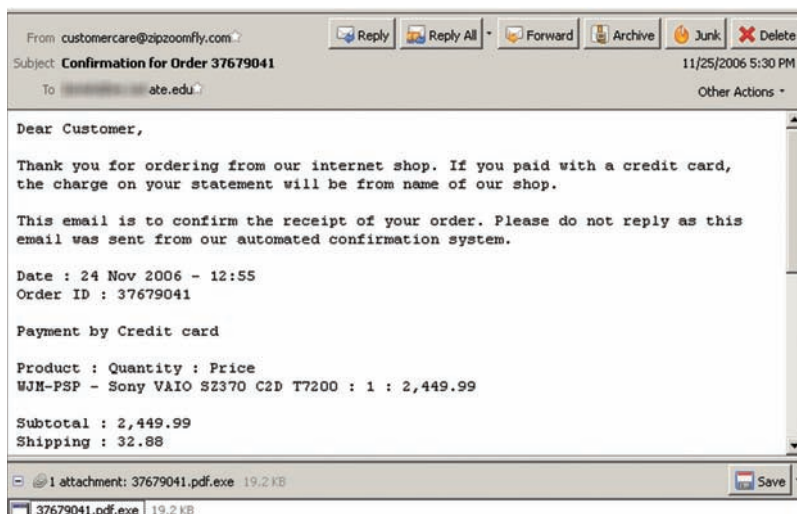 From customercare@zipzoomfly.com Reply Reply All Forward Archive Junk Delete
Subject Confirmation for Order 37679041 11/25/2006 5:30 PM
To ate.edu Other Actions
Dear Customer,
Thank you for ordering from our internet shop. If you paid with a credit card,
the charge on your statement will be from name of our shop.
This email is to confirm the receipt of your order. Please do not reply as this
email was sent from our automated confirmation system.
Date : 24 Nov 2006 - 12:55
Order ID : 37679041
Payment by Credit card
Product : Quantity : Price
WJM-PSP - Sony VAIO SZ370 C2D T7200 : 1 : 2,449.99
Subtotal : 2,449.99
Shipping : 32.88
1 attachment: 37679041.pdf.exe 19.2 KB Save
37679041.pdf.exe 19.2 KB